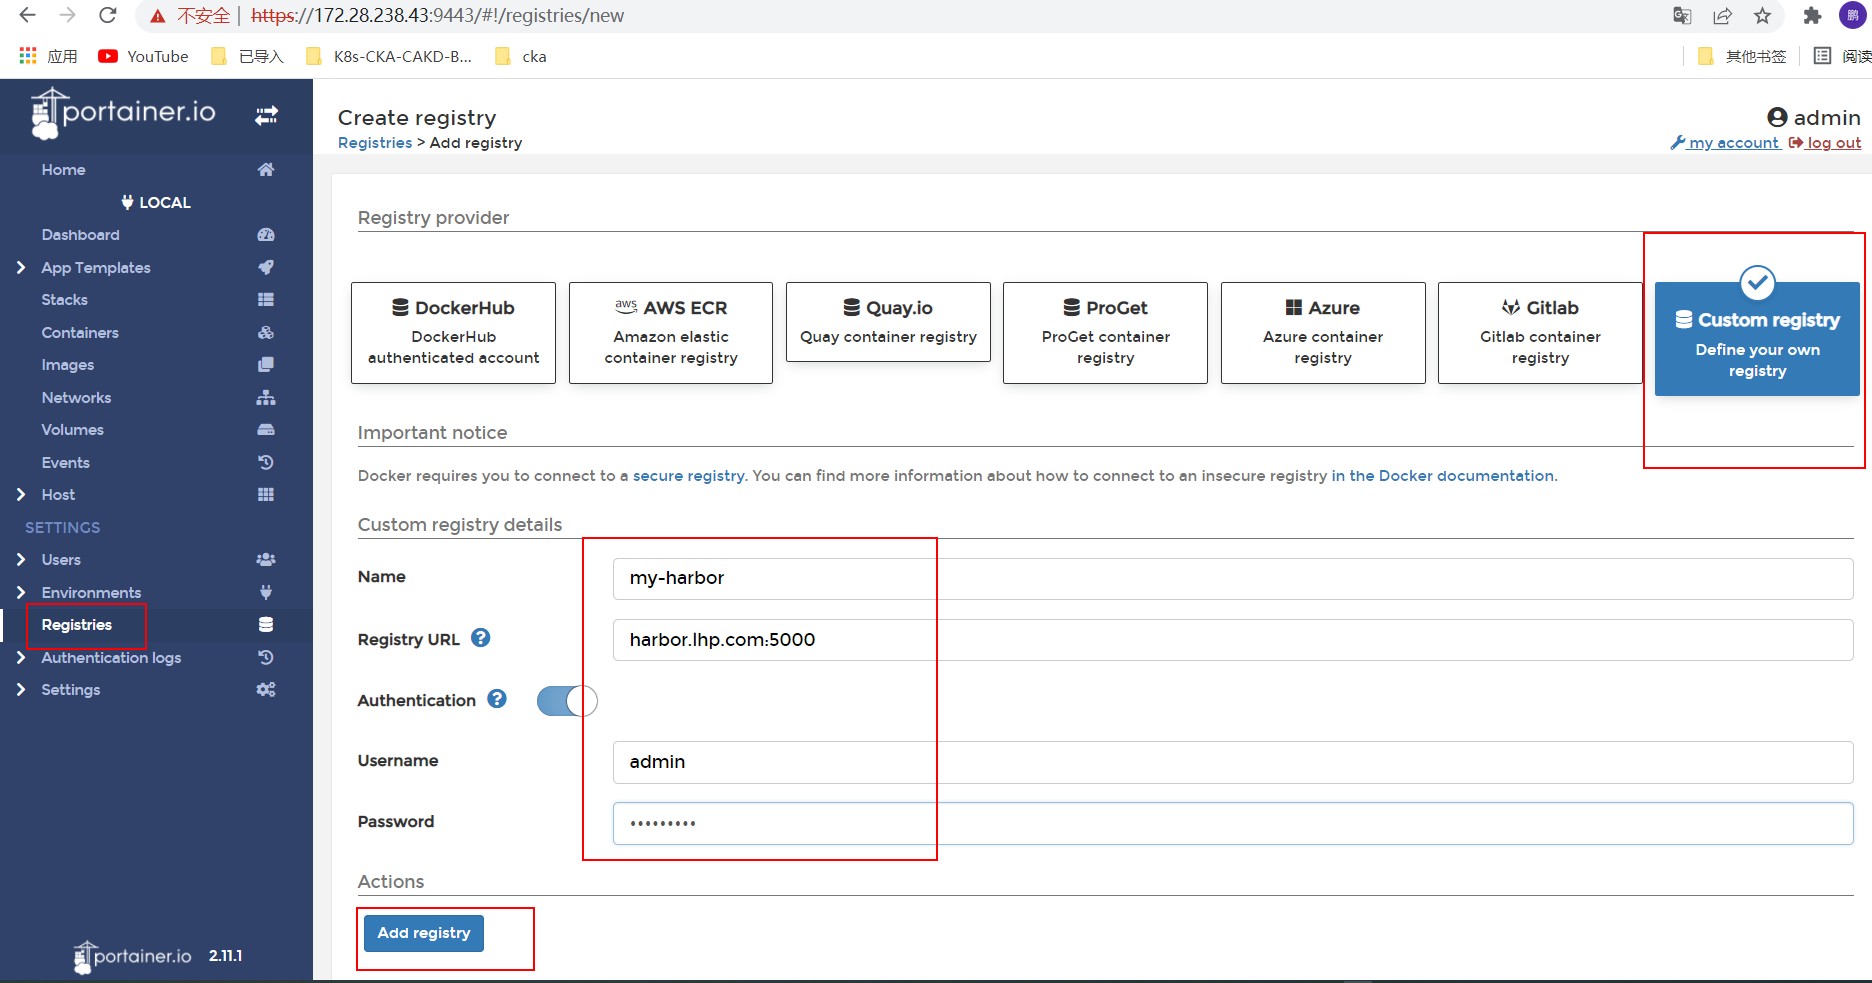 不安全 | https://172.28.238.43:9443/#!/registries/new
鹏
应用 YouTube 已导入 K8s-CKA-CAKD-B... cka 其他书签 阅读
portainer.io
Home
LOCAL
Dashboard
App Templates
Stacks
Containers
Images
Networks
Volumes
Events
Host
SETTINGS
Users
Environments
Registries
Authentication logs
Settings
portainer.io 2.11.1
Create registry
Registries > Add registry
admin
my account log out
Registry provider
DockerHub
DockerHub
authenticated account
aws AWS ECR
Amazon elastic
container registry
Quay.io
Quay container registry
ProGet
ProGet container
registry
Azure
Azure container
registry
Gitlab
Gitlab container
registry
Custom registry
Define your own
registry
Important notice
Docker requires you to connect to a secure registry. You can find more information about how to connect to an insecure registry in the Docker documentation.
Custom registry details
Name my-harbor
Registry URL ? harbor.lhp.com:5000
Authentication ?
Username admin
Password •••••••••
Actions
Add registry